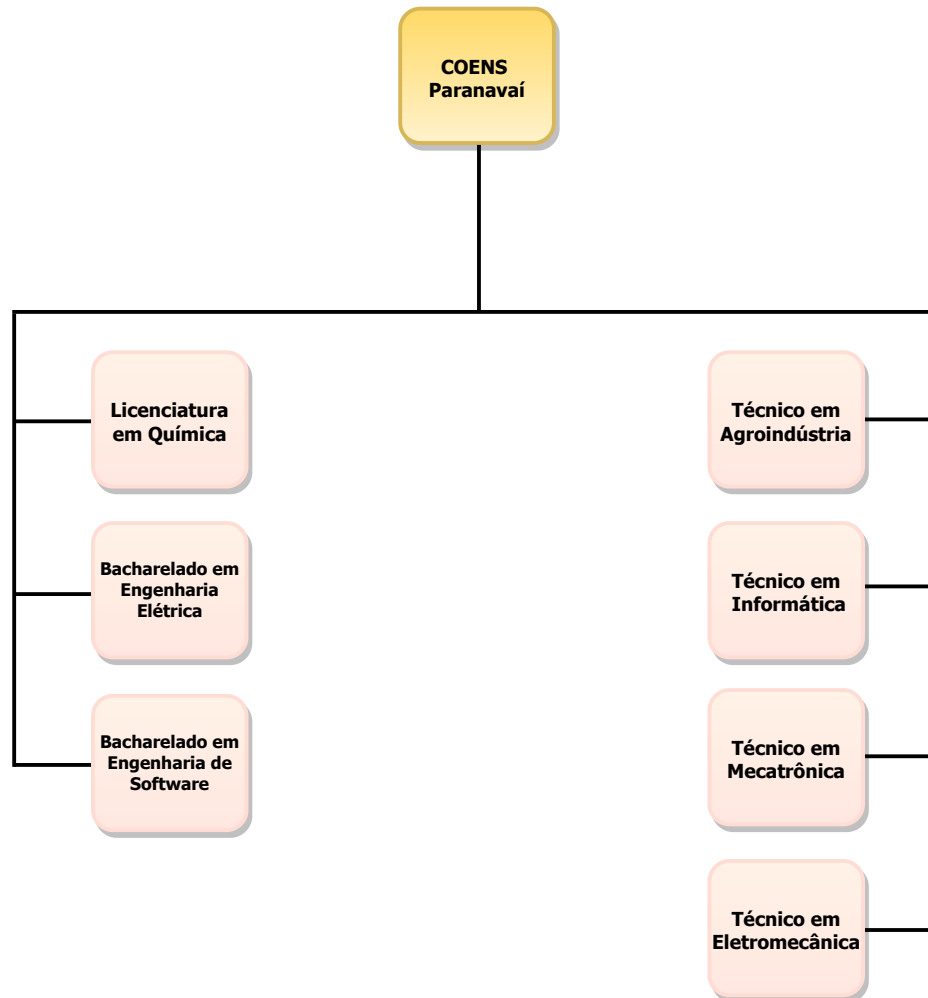 COENS
Paranavaí
Licenciatura
em Química
Bacharelado em
Engenharia
Elétrica
Bacharelado em
Engenharia de
Software
Técnico em
Agroindústria
Técnico em
Informática
Técnico em
Mecatrônica
Técnico em
Eletromecânica